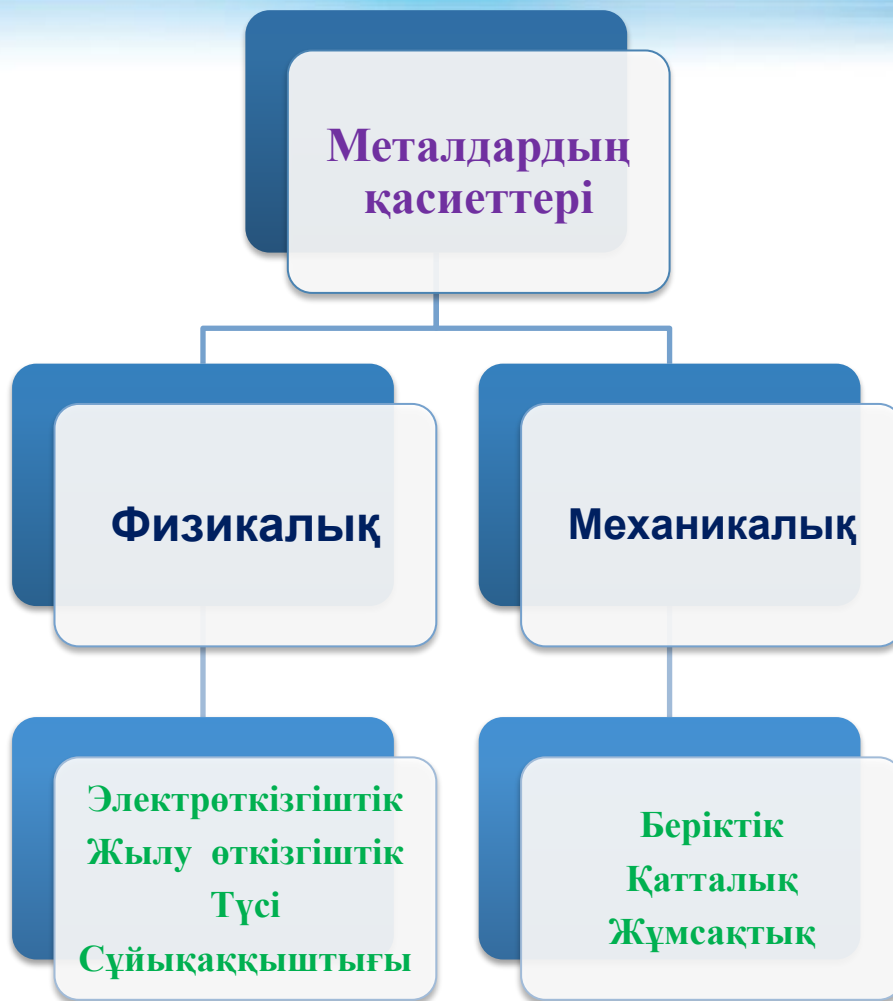 Металдардың
қасиеттері
Физикалық
Механикалық
Электрөткізгіштік
Жылу өткізгіштік
Түсі
Сұйықаққыштығы
Беріктік
Қатталық
Жұмсақтық